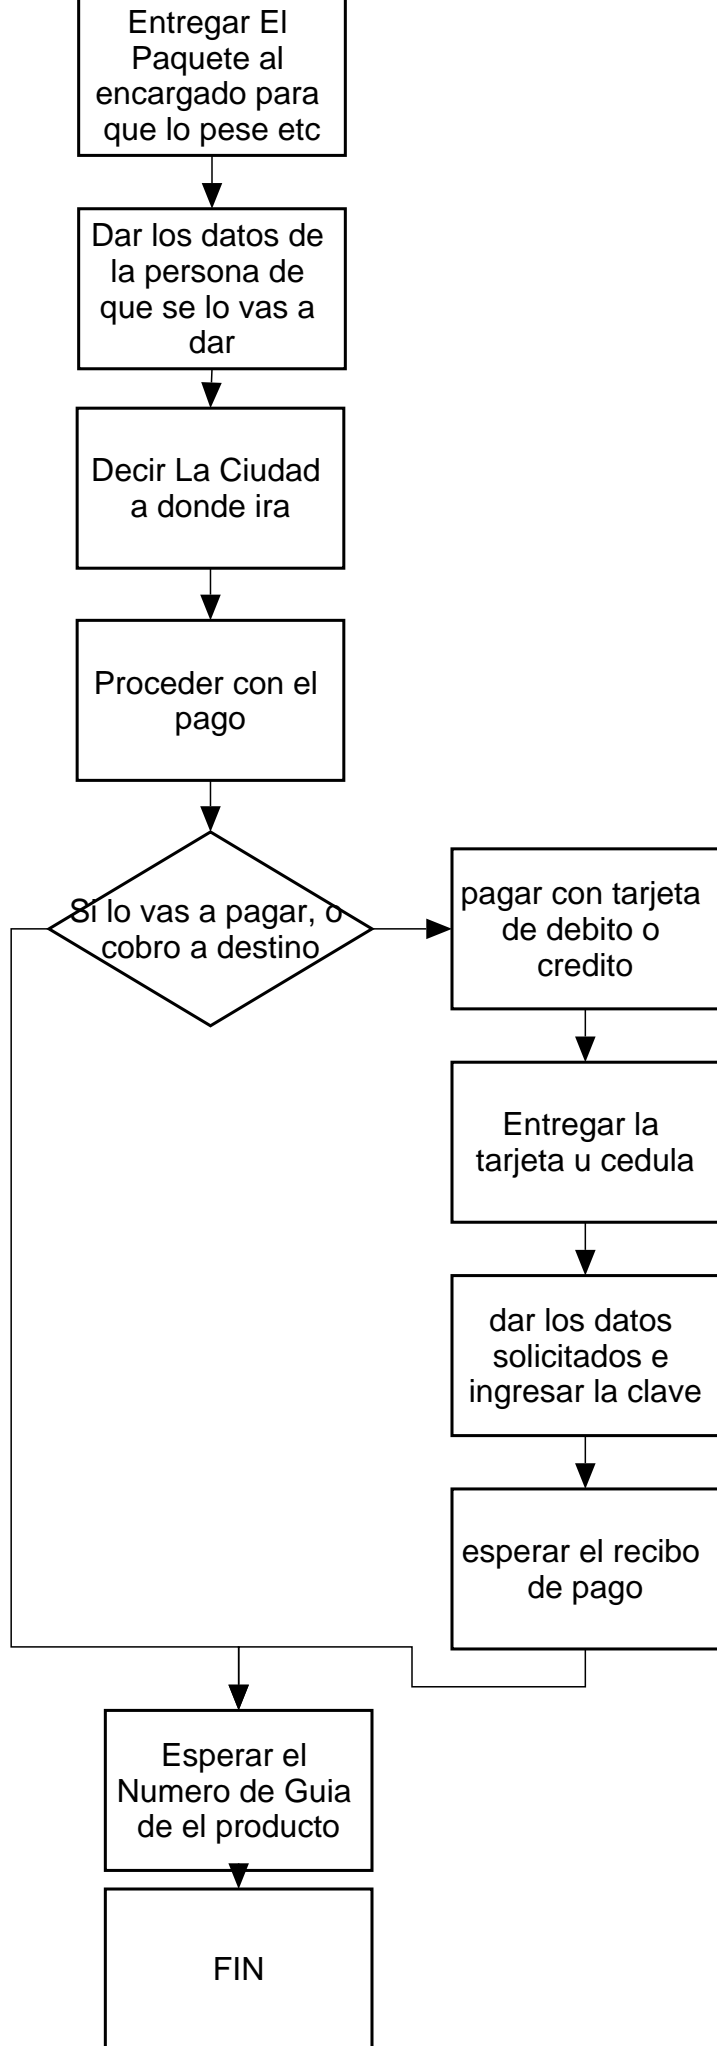 Entregar El
Paquete al
encargado para
que lo pese etc
Dar los datos de
la persona de
que se lo vas a
dar
Decir La Ciudad
a donde ira
Proceder con el
pago
Si lo vas a pagar, o
cobro a destino
pagar con tarjeta
de debito o
credito
Entregar la
tarjeta u cedula
dar los datos
solicitados e
ingresar la clave
esperar el recibo
de pago
Esperar el
Numero de Guia
de el producto
FIN